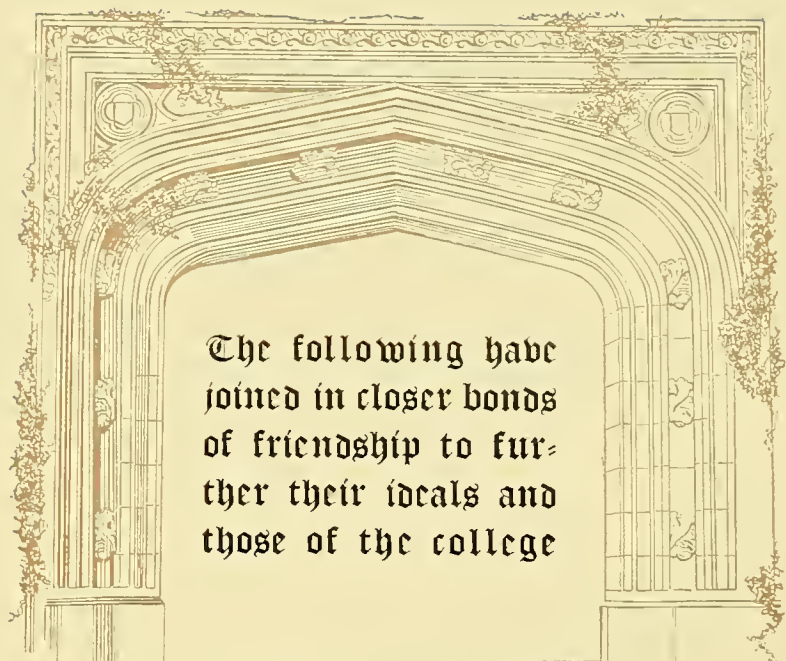 The following have
joined in closer bonds
of friendship to fur-
ther their ideals and
those of the college